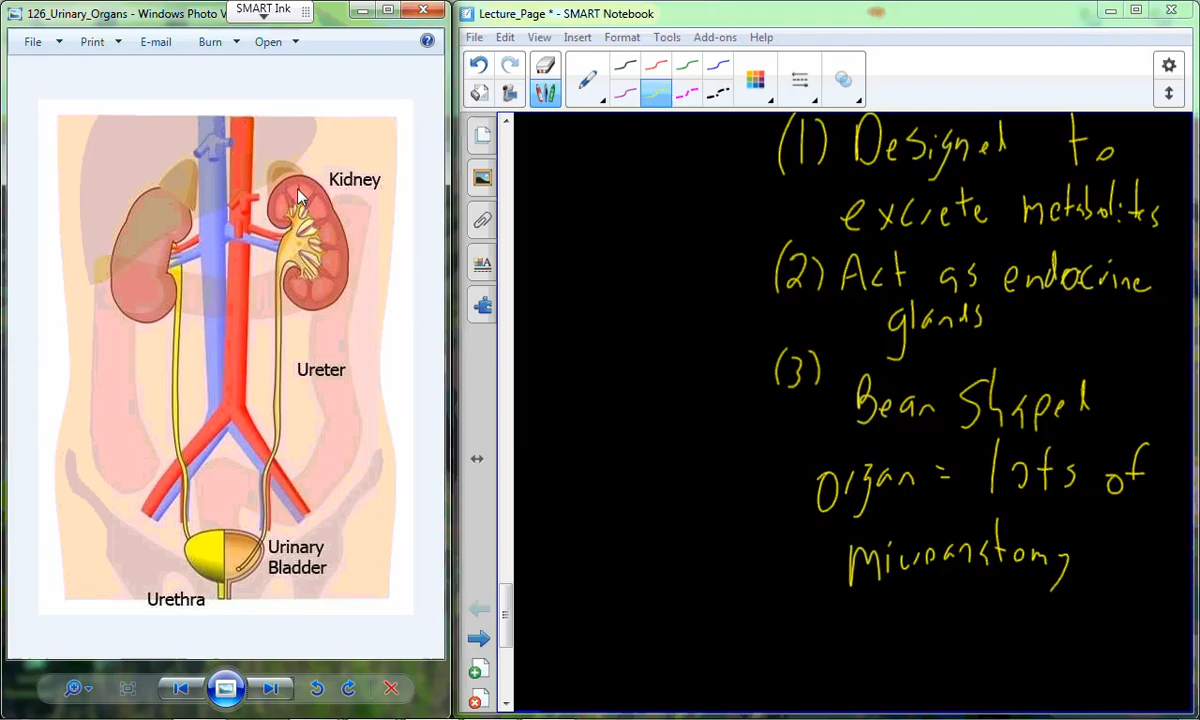 126_Urinary_Organs - Windows Photo V
SMART Ink
File Print E-mail Burn Open
Kidney
Ureter
Urinary
Bladder
Urethra
Lecture_Page * - SMART Notebook
File Edit View Insert Format Tools Add-ons Help
(1) Designed to
excrete metabolites
(2) Act as endocrine
glands
(3)
Bean Shaped
organ = lots of
microanatomy